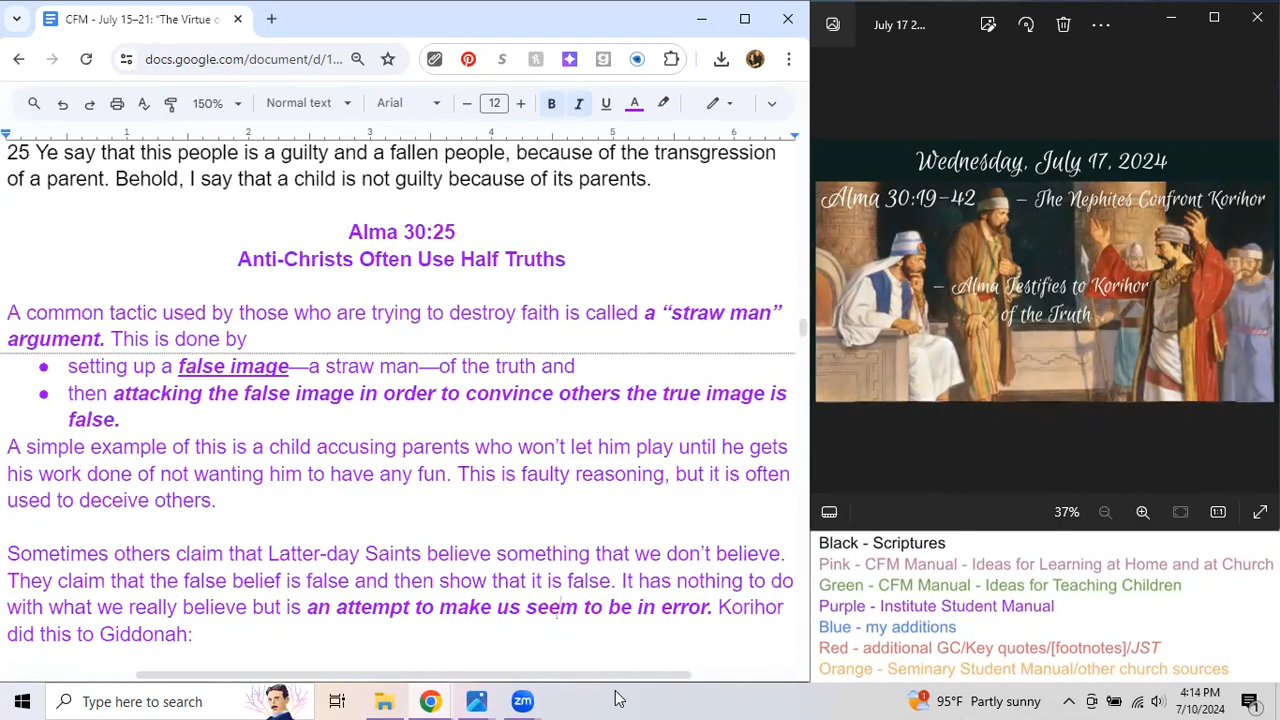 CFM - July 15–21: “The Virtue o
July 17 2...
docs.google.com/document/d/1...
150%
Normal text
Arial
12
B
I
U
A
1
2
3
4
5
6
25 Ye say that this people is a guilty and a fallen people, because of the transgression
of a parent. Behold, I say that a child is not guilty because of its parents.
Alma 30:25
Anti-Christs Often Use Half Truths
A common tactic used by those who are trying to destroy faith is called a “straw man”
argument. This is done by
● setting up a false image—a straw man—of the truth and
● then attacking the false image in order to convince others the true image is
false.
A simple example of this is a child accusing parents who won’t let him play until he gets
his work done of not wanting him to have any fun. This is faulty reasoning, but it is often
used to deceive others.
Sometimes others claim that Latter-day Saints believe something that we don’t believe.
They claim that the false belief is false and then show that it is false. It has nothing to do
with what we really believe but is an attempt to make us seem to be in error. Korihor
did this to Giddonah:
Wednesday, July 17, 2024
Alma 30:19-42 – The Nephites Confront Korihor
– Alma Testifies to Korihor
of the Truth
37%
1:1
Black - Scriptures
Pink - CFM Manual - Ideas for Learning at Home and at Church
Green - CFM Manual - Ideas for Teaching Children
Purple - Institute Student Manual
Blue - my additions
Red - additional GC/Key quotes/[footnotes]/JST
Orange - Seminary Student Manual/other church sources
Type here to search
zm
1
95°F Partly sunny
4:14 PM
7/10/2024
1